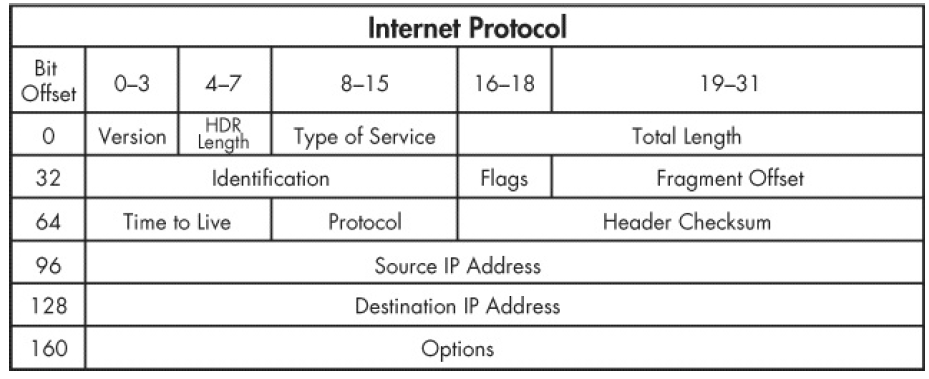 Internet Protocol
Bit Offset 0–3 4–7 8–15 16–18 19–31
0 Version HDR Length Type of Service Total Length
32 Identification Flags Fragment Offset
64 Time to Live Protocol Header Checksum
96 Source IP Address
128 Destination IP Address
160 Options